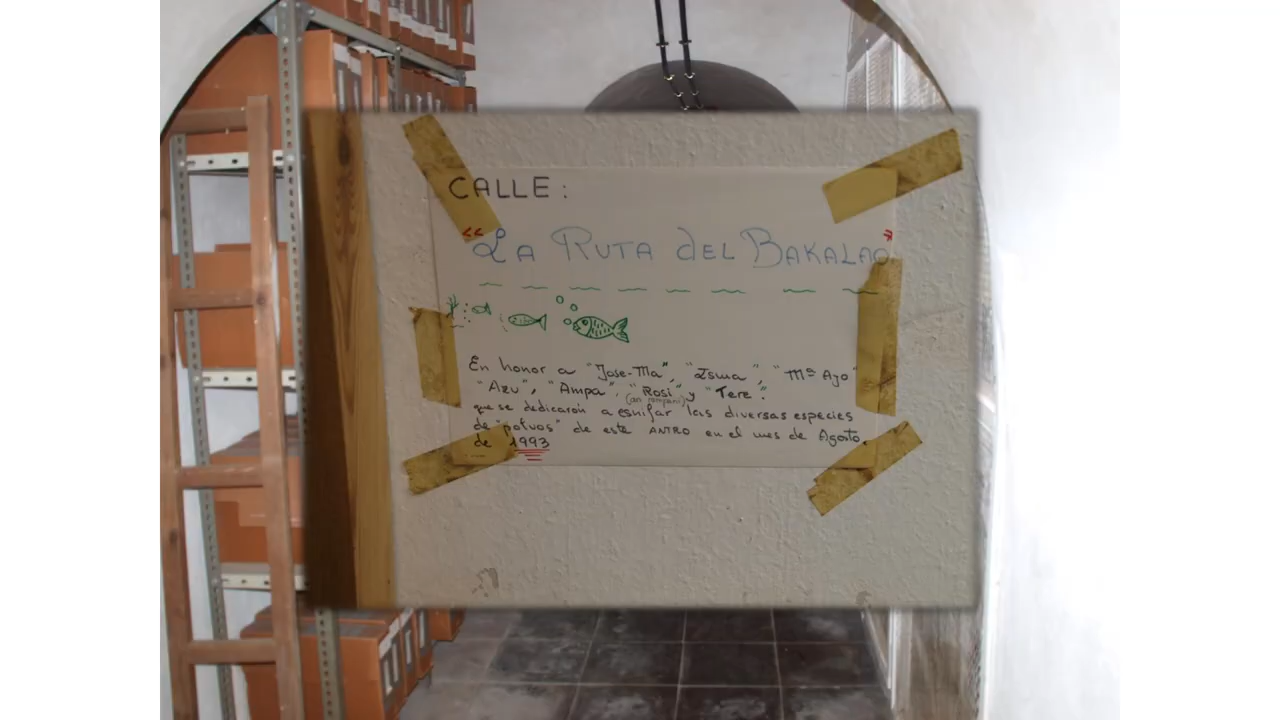 CALLE:
"La Ruta del Bakalao"
En honor a "Jose-Mª", "Isma", "Mª Ajo"
"Azu", "Ampa", "Rosi" y "Tere".
que se dedicaron a esnifar las diversas especies
de "polvos" de este ANTRO en el mes de Agosto,
de 1993